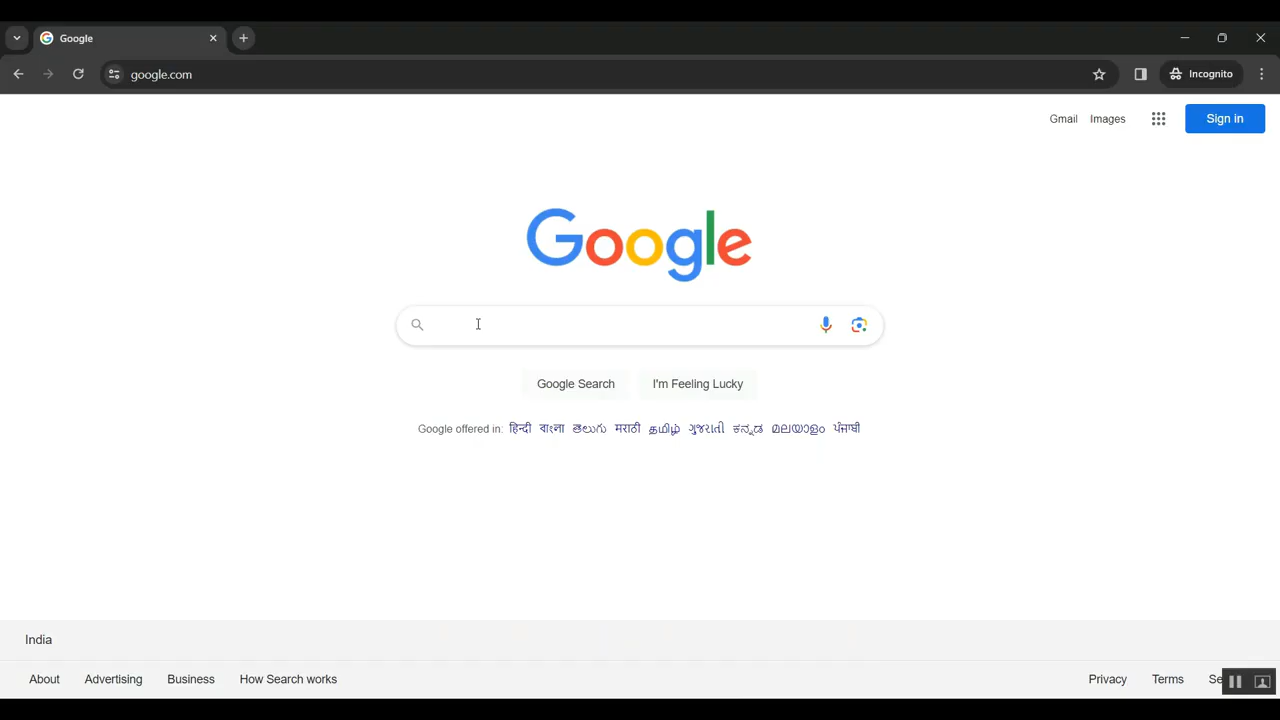 Google
google.com
Incognito
Gmail Images
Sign in
Google
Google Search I'm Feeling Lucky
Google offered in: हिन्दी বাংলা తెలుగు मराठी தமிழ் ગુજરાતી ಕನ್ನಡ മലയാളം ਪੰਜਾਬੀ
India
About Advertising Business How Search works Privacy Terms